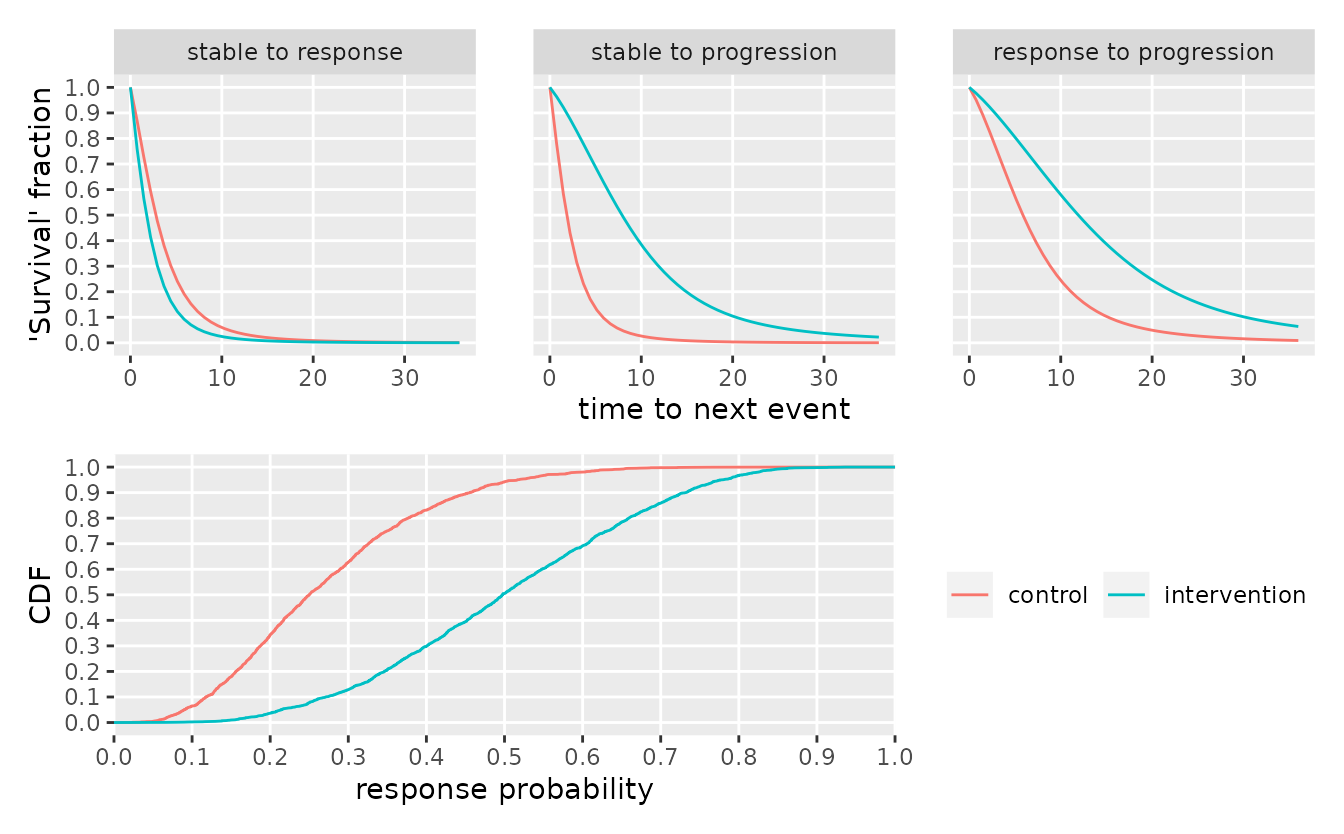 stable to response
stable to progression
response to progression
'Survival' fraction
1.0
0.9
0.8
0.7
0.6
0.5
0.4
0.3
0.2
0.1
0.0
0 10 20 30
0 10 20 30
0 10 20 30
time to next event
CDF
1.0
0.9
0.8
0.7
0.6
0.5
0.4
0.3
0.2
0.1
0.0
0.0 0.1 0.2 0.3 0.4 0.5 0.6 0.7 0.8 0.9 1.0
response probability
control
intervention